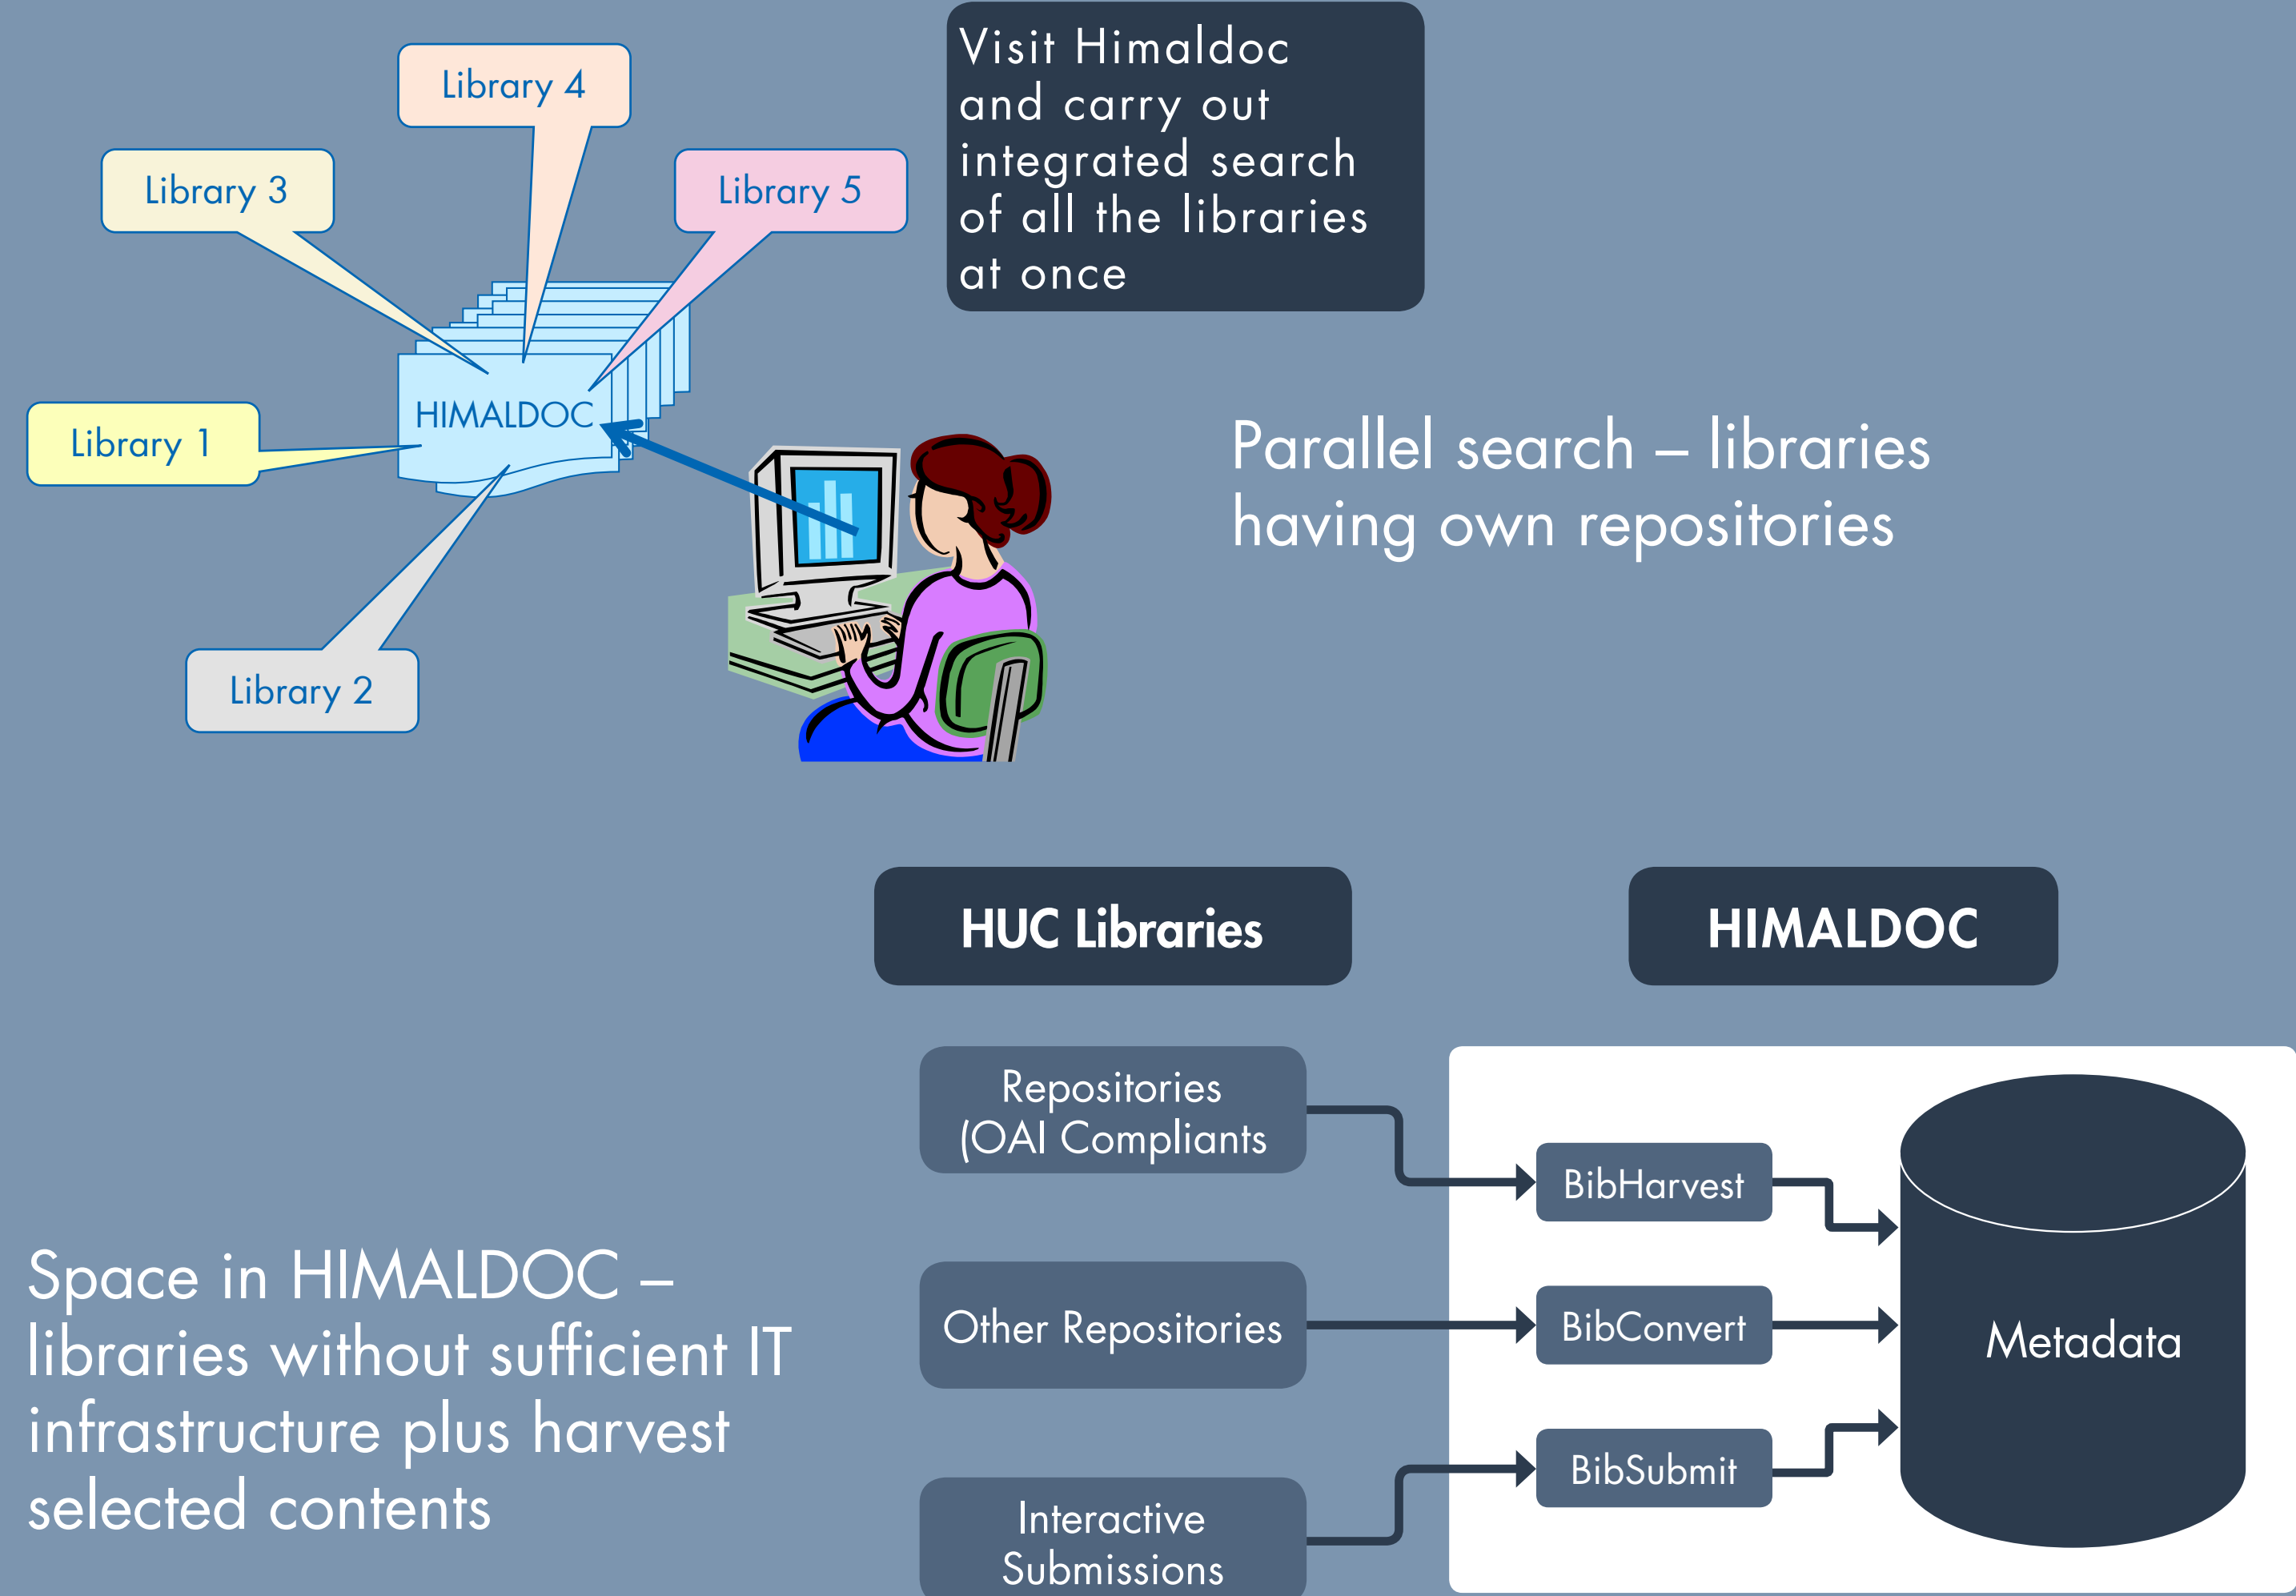 Library 4
Library 3
Library 5
HIMALDOC
Library 1
Library 2
Visit Himaldoc
and carry out
integrated search
of all the libraries
at once
Parallel search – libraries
having own repositories
Space in HIMALDOC –
libraries without sufficient IT
infrastructure plus harvest
selected contents
HUC Libraries
HIMALDOC
Repositories
(OAI Compliants
Other Repositories
Interactive
Submissions
BibHarvest
BibConvert
BibSubmit
Metadata